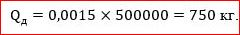 Qд = 0,0015 × 500000 = 750 кг.